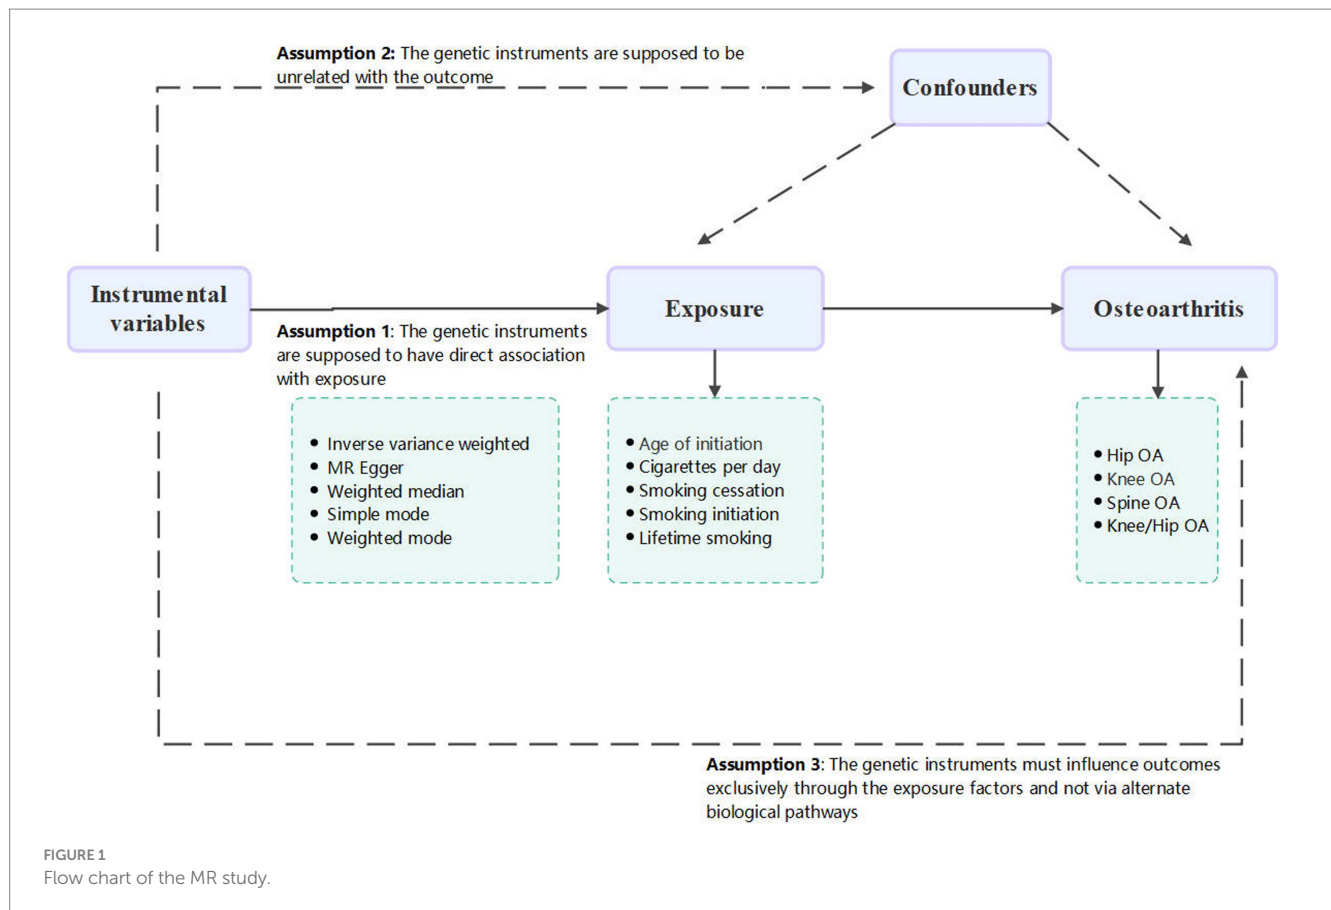 Assumption 2: The genetic instruments are supposed to be
unrelated with the outcome
Confounders
Instrumental
variables
Exposure
Osteoarthritis
Assumption 1: The genetic instruments
are supposed to have direct association
with exposure
• Inverse variance weighted
• MR Egger
• Weighted median
• Simple mode
• Weighted mode
• Age of initiation
• Cigarettes per day
• Smoking cessation
• Smoking initiation
• Lifetime smoking
• Hip OA
• Knee OA
• Spine OA
• Knee/Hip OA
Assumption 3: The genetic instruments must influence outcomes
exclusively through the exposure factors and not via alternate
biological pathways
FIGURE 1
Flow chart of the MR study.